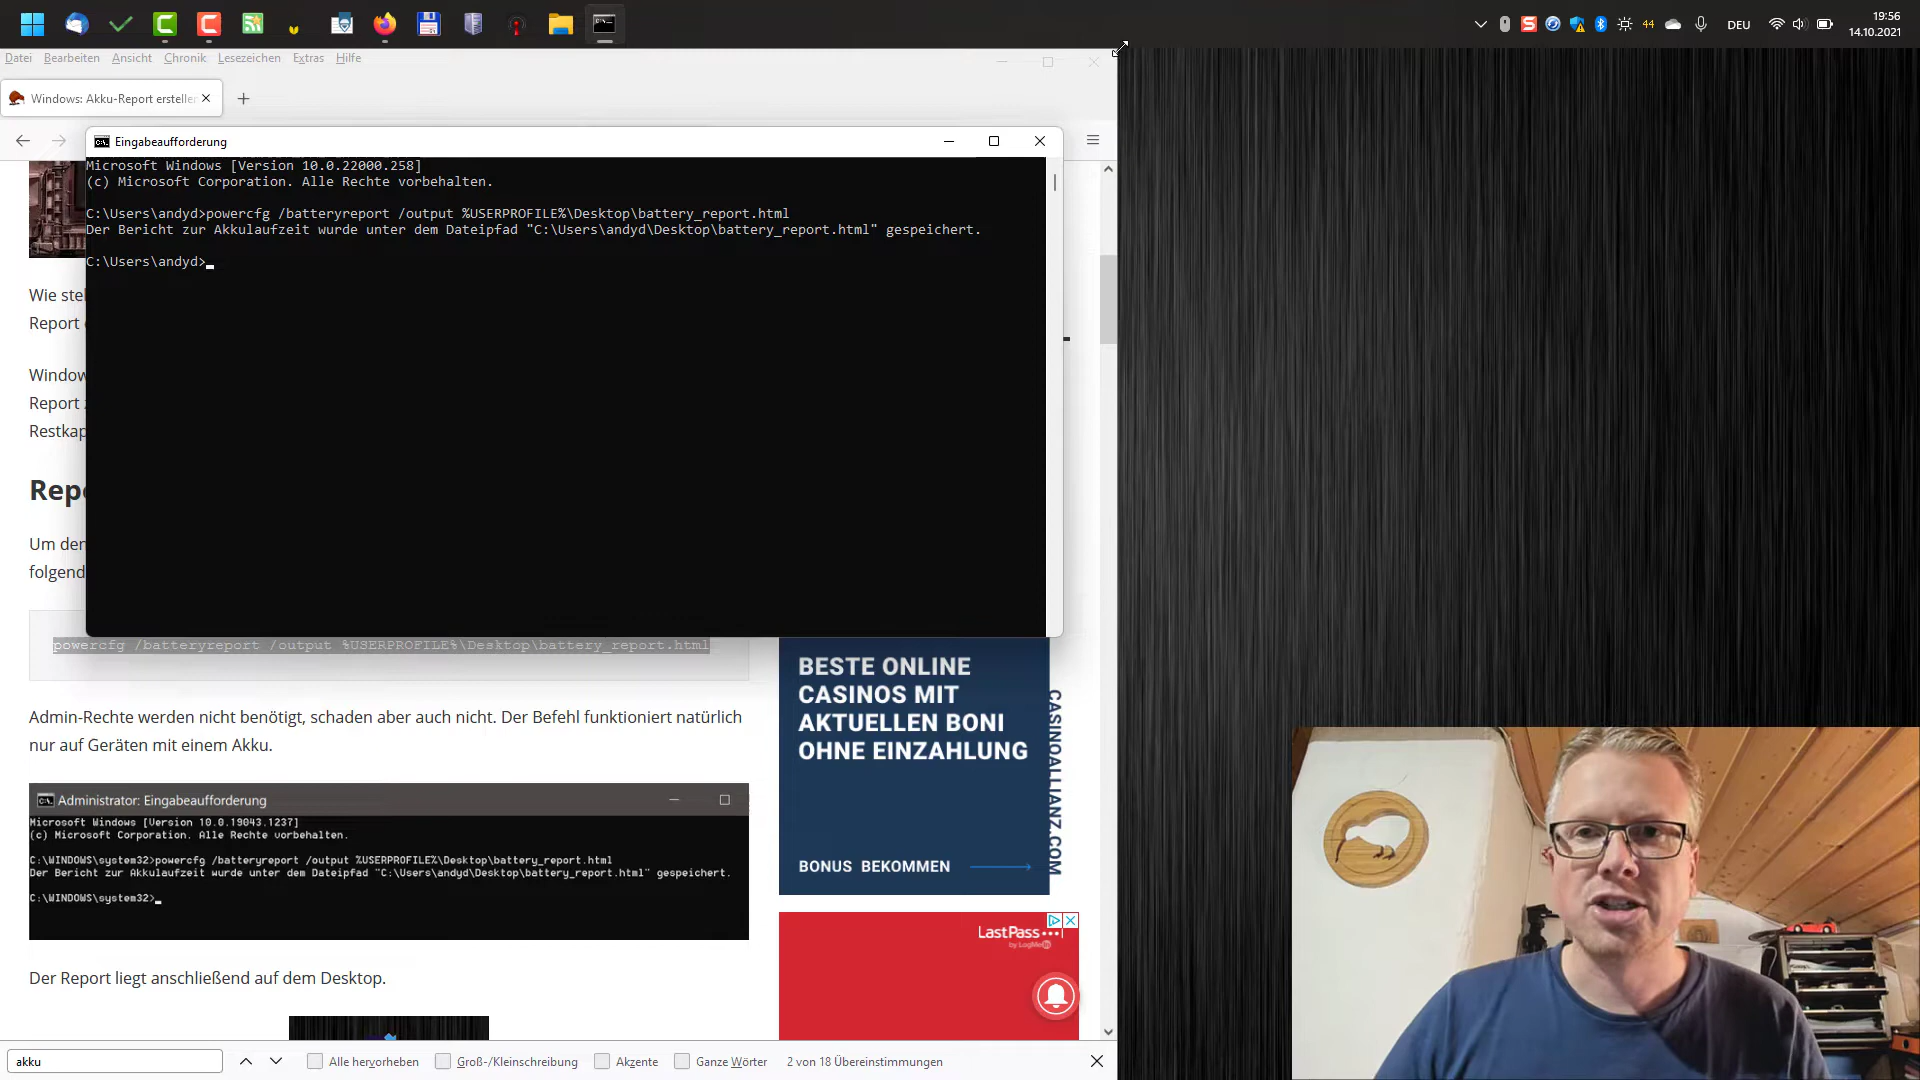 44
DEU
19:56
14.10.2021
Datei Bearbeiten Ansicht Chronik Lesezeichen Extras Hilfe
Windows: Akku-Report erstellen
Eingabeaufforderung
Microsoft Windows [Version 10.0.22000.258]
(c) Microsoft Corporation. Alle Rechte vorbehalten.
C:\Users\andyd>powercfg /batteryreport /output %USERPROFILE%\Desktop\battery_report.html
Der Bericht zur Akkulaufzeit wurde unter dem Dateipfad "C:\Users\andyd\Desktop\battery_report.html" gespeichert.
C:\Users\andyd>
Wie
Report
Window
Report
Um
powercfg /batteryreport /output %USERPROFILE%\Desktop\battery_report.html
Admin-Rechte werden nicht benötigt, schaden aber auch nicht. Der Befehl funktioniert natürlich
nur auf Geräten mit einem Akku.
Administrator: Eingabeaufforderung
Microsoft Windows [Version 10.0.19043.1237]
(c) Microsoft Corporation. Alle Rechte vorbehalten.
C:\WINDOWS\system32>powercfg /batteryreport /output %USERPROFILE%\Desktop\battery_report.html
Der Bericht zur Akkulaufzeit wurde unter dem Dateipfad "C:\Users\andyd\Desktop\battery_report.html" gespeichert.
C:\WINDOWS\system32>
Der Report liegt anschließend auf dem Desktop.
BESTE ONLINE
CASINOS MIT
AKTUELLEN BONI
OHNE EINZAHLUNG
BONUS BEKOMMEN
CASINOALLIANZ.COM
LastPass
by LogMeIn
akku
Alle hervorheben
Groß-/Kleinschreibung
Akzente
Ganze Wörter
2 von 18 Übereinstimmungen